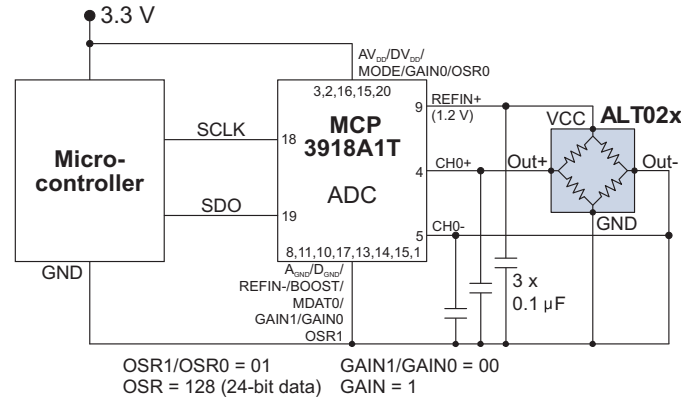 3.3 V
AVDD/DVDD/
MODE/GAIN0/OSR0
3,2,16,15,20
9
REFIN+
(1.2 V)
VCC
ALT02x
MCP
3918A1T
ADC
SCLK
18
Micro-
controller
4
CH0+
Out+
Out-
SDO
19
5
CH0-
GND
8,11,10,17,13,14,15,1
GND
AGND/DGND/
REFIN-/BOOST/
MDAT0/
GAIN1/GAIN0
OSR1
3 x
0.1 µF
OSR1/OSR0 = 01 GAIN1/GAIN0 = 00
OSR = 128 (24-bit data) GAIN = 1